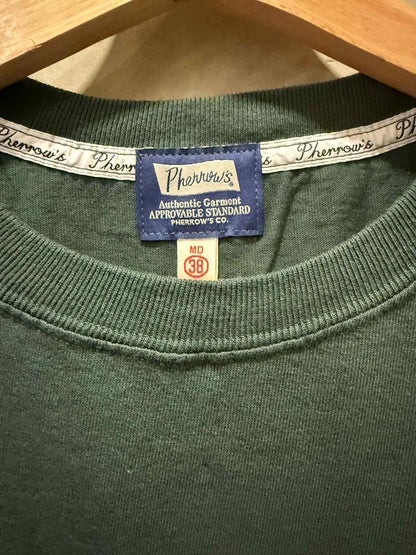 Pherrow's Pherrow's Pherrow's
Pherrow's
Authentic Garment
APPROVABLE STANDARD
PHERROW'S CO.
MD
38